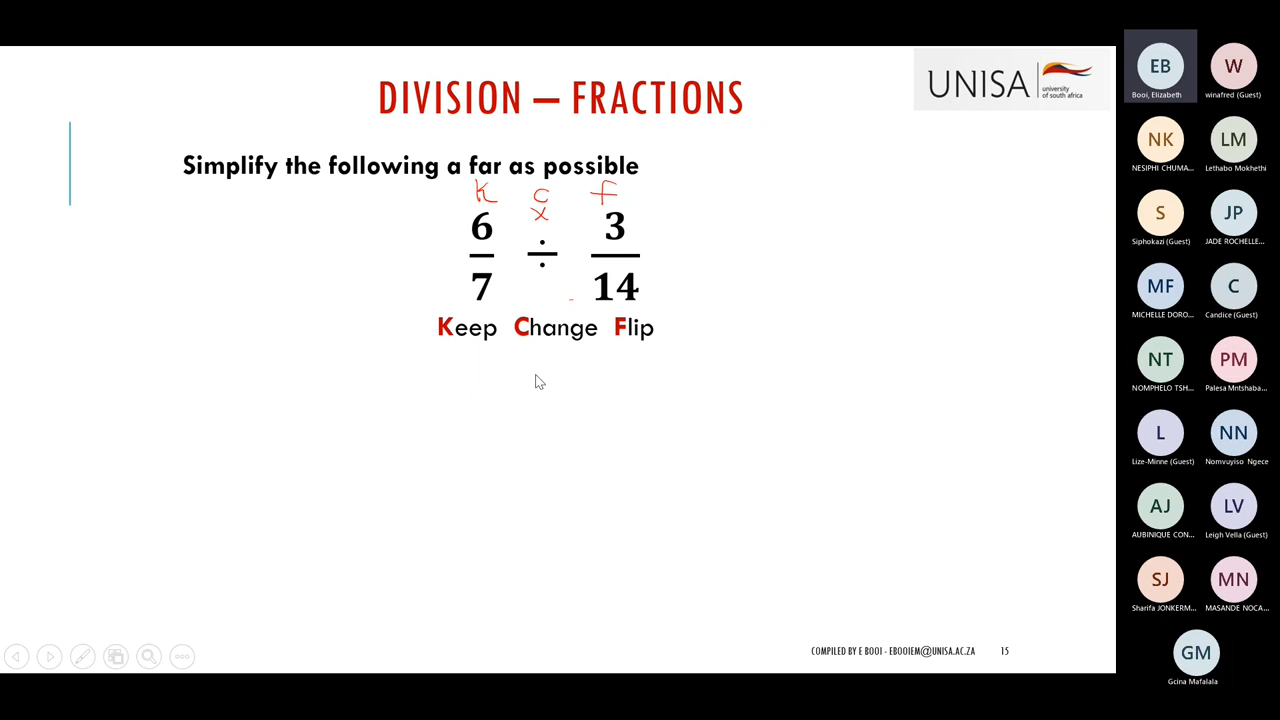 DIVISION – FRACTIONS
UNISA
university
of south africa
Simplify the following a far as possible
K C F
×
6/7 ÷ 3/14
Keep Change Flip
COMPILED BY E BOOI - EBOOIEM@UNISA.AC.ZA 15
EB W
Booi, Elizabeth winafred (Guest)
NK LM
NESIPHI CHUMA... Lethabo Mokhethi
S JP
Siphokazi (Guest) JADE ROCHELLE...
MF C
MICHELLE DORO... Candice (Guest)
NT PM
NOMPHELO TSH... Palesa Mntshaba...
L NN
Lize-Minne (Guest) Nomvuyiso Ngece
AJ LV
AUBINIQUE CON... Leigh Vella (Guest)
SJ MN
Sharifa JONKERM... MASANDE NOCA...
GM
Gcina Mafalala